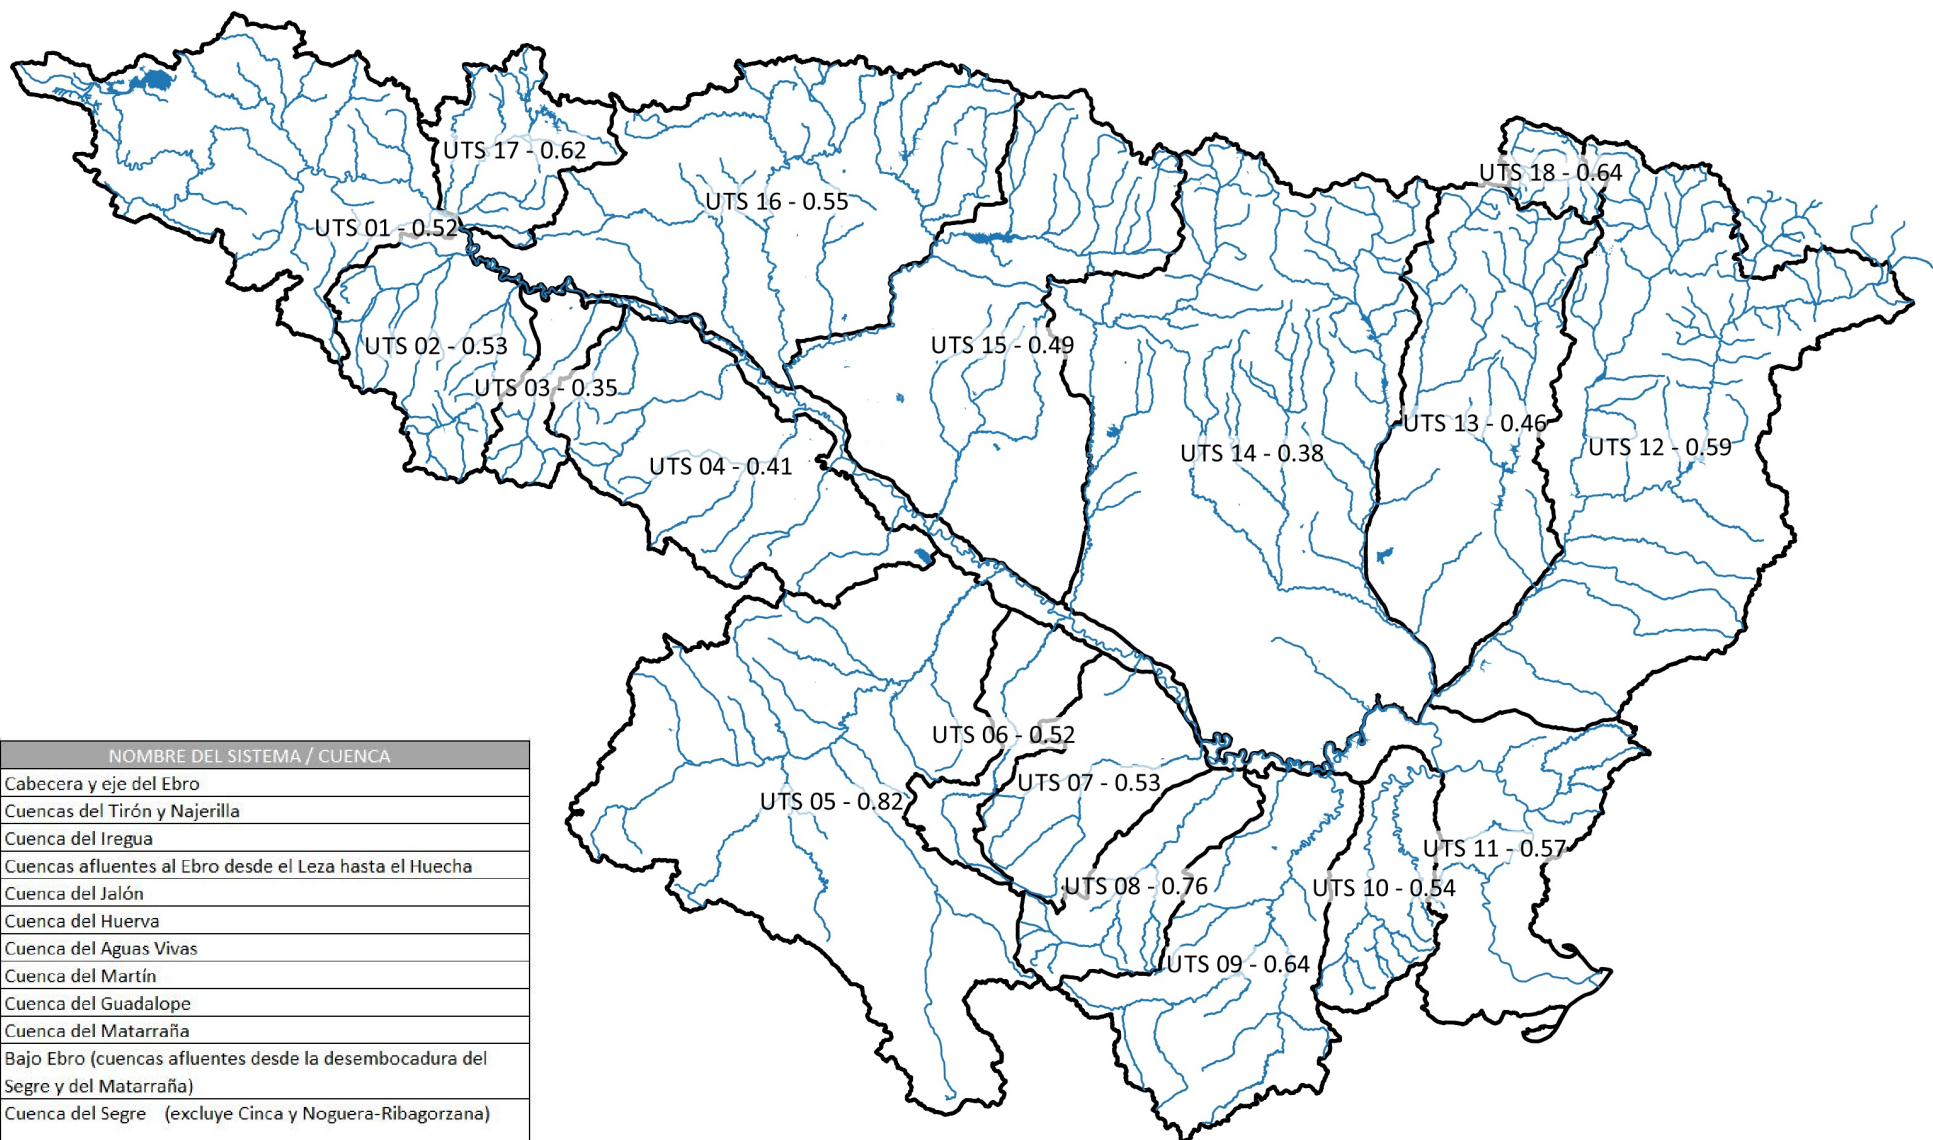 UTS 17 - 0.62
UTS 18 - 0.64
UTS 16 - 0.55
UTS 01 - 0.52
UTS 02 - 0.53
UTS 15 - 0.49
UTS 03 - 0.35
UTS 13 - 0.46
UTS 12 - 0.59
UTS 14 - 0.38
UTS 04 - 0.41
UTS 06 - 0.52
UTS 07 - 0.53
UTS 05 - 0.82
UTS 11 - 0.57
UTS 08 - 0.76
UTS 10 - 0.54
UTS 09 - 0.64
NOMBRE DEL SISTEMA / CUENCA
Cabecera y eje del Ebro
Cuencas del Tirón y Najerilla
Cuenca del Iregua
Cuencas afluentes al Ebro desde el Leza hasta el Huecha
Cuenca del Jalón
Cuenca del Huerva
Cuenca del Aguas Vivas
Cuenca del Martín
Cuenca del Guadalope
Cuenca del Matarraña
Bajo Ebro (cuencas afluentes desde la desembocadura del
Segre y del Matarraña)
Cuenca del Segre (excluye Cinca y Noguera-Ribagorzana)